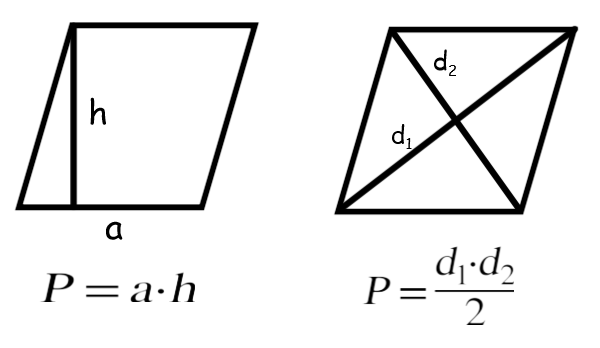 h
a
P = a·h
d₂
d₁
P = d₁·d₂/2